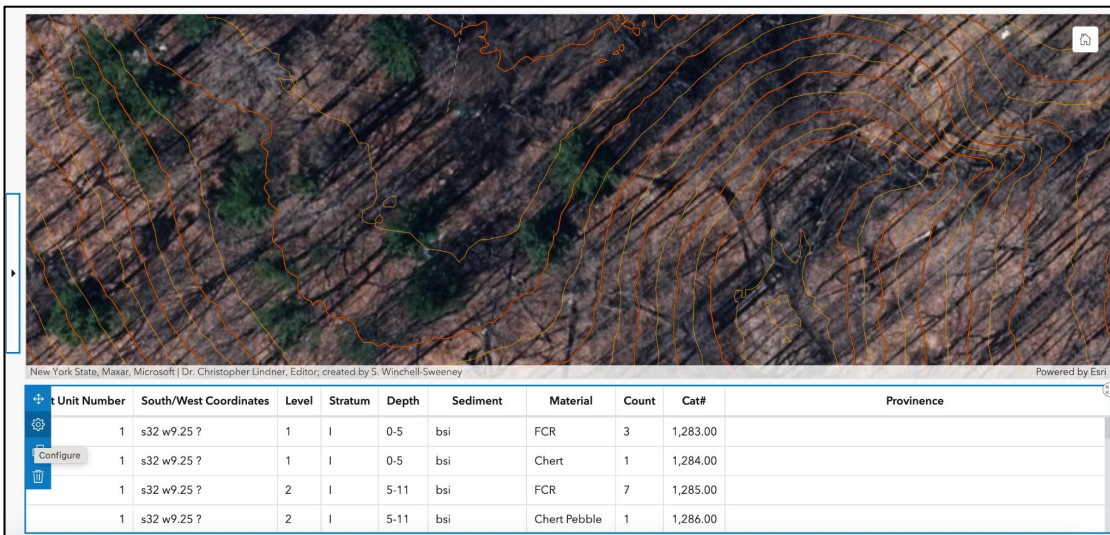 New York State, Maxar, Microsoft | Dr. Christopher Lindner, Editor; created by S. Winchell-Sweeney Powered by Esri
t Unit Number South/West Coordinates Level Stratum Depth Sediment Material Count Cat# Provinence
1 s32 w9.25 ? 1 I 0-5 bsi FCR 3 1,283.00
Configure
1 s32 w9.25 ? 1 I 0-5 bsi Chert 1 1,284.00
1 s32 w9.25 ? 2 I 5-11 bsi FCR 7 1,285.00
1 s32 w9.25 ? 2 I 5-11 bsi Chert Pebble 1 1,286.00